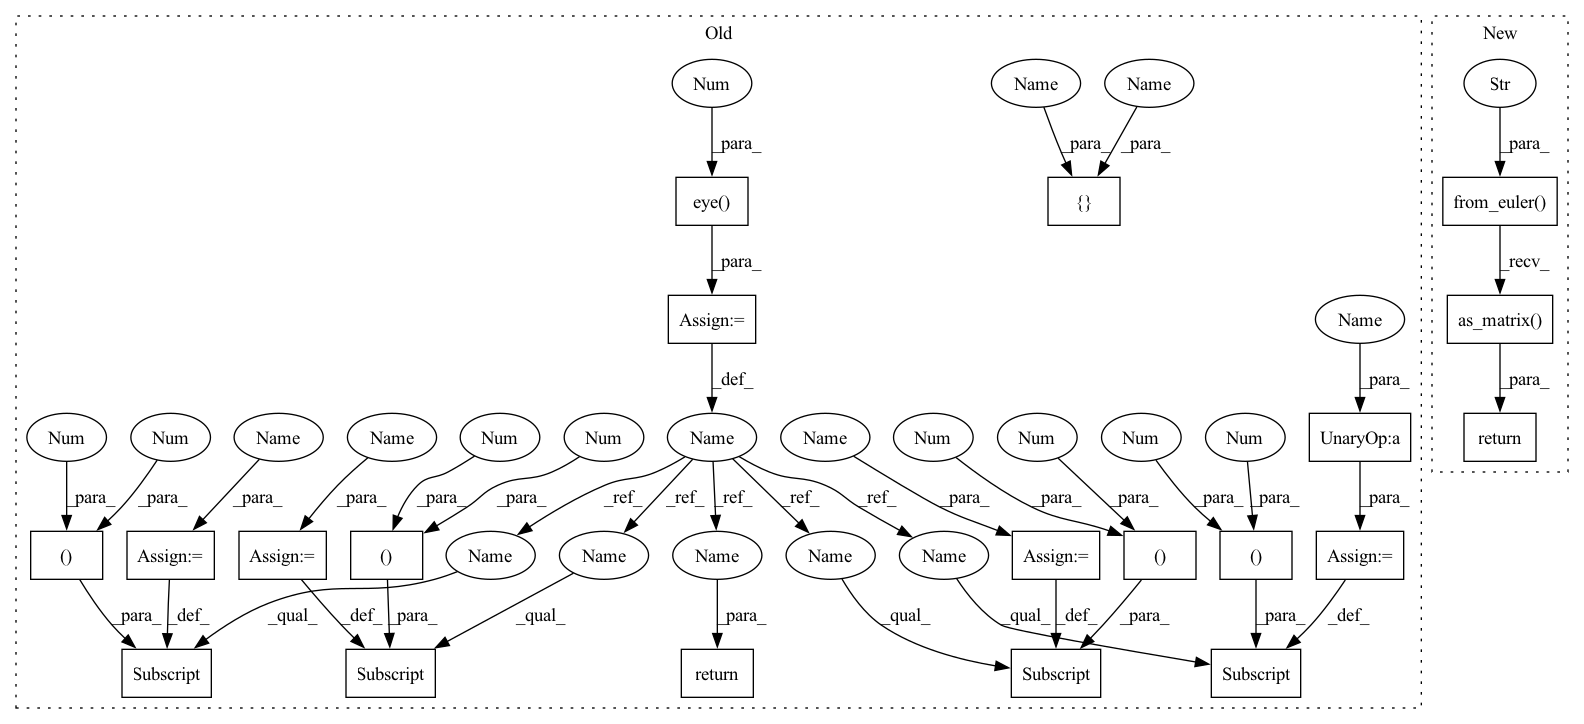 Old
New
Num
Name
Name
Str
_para_
_para_
_para_
_para_
eye()
{}
from_euler()
_para_
_recv_
Assign:=
Name
as_matrix()
_def_
_para_
_para_
Num
Num
Name
Name
Num
Num
Name
Name
Num
Num
Num
Num
UnaryOp:a
return
_para_
_para_
_para_
_para_
_para_
_para_
_ref_
_ref_
_ref_
_ref_
_ref_
_para_
_para_
_para_
_para_
_para_
_para_
()
Assign:=
Assign:=
()
Name
Name
Name
Name
Name
Assign:=
()
()
Assign:=
_para_
_def_
_qual_
_def_
_para_
_qual_
_para_
_qual_
_qual_
_def_
_para_
_para_
_def_
Subscript
Subscript
return
Subscript
Subscript